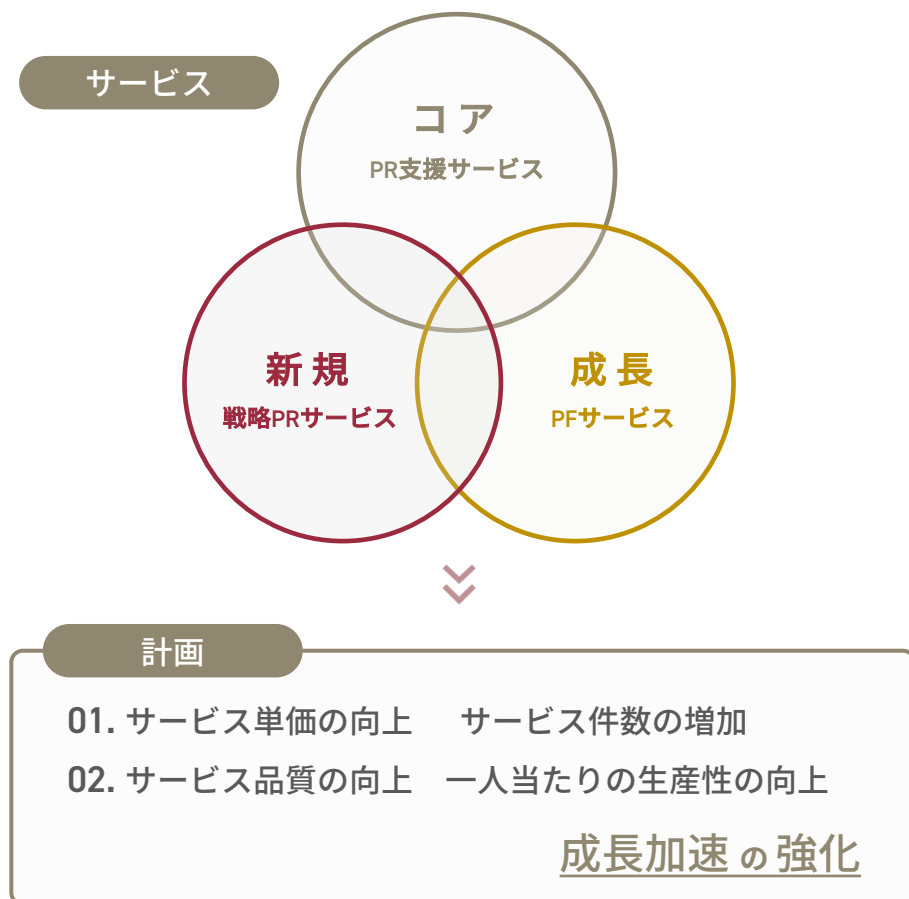 サービス
コア
PR支援サービス
新規
戦略PRサービス
成長
PFサービス
計画
01. サービス単価の向上 サービス件数の増加
02. サービス品質の向上 一人当たりの生産性の向上
成長加速の強化